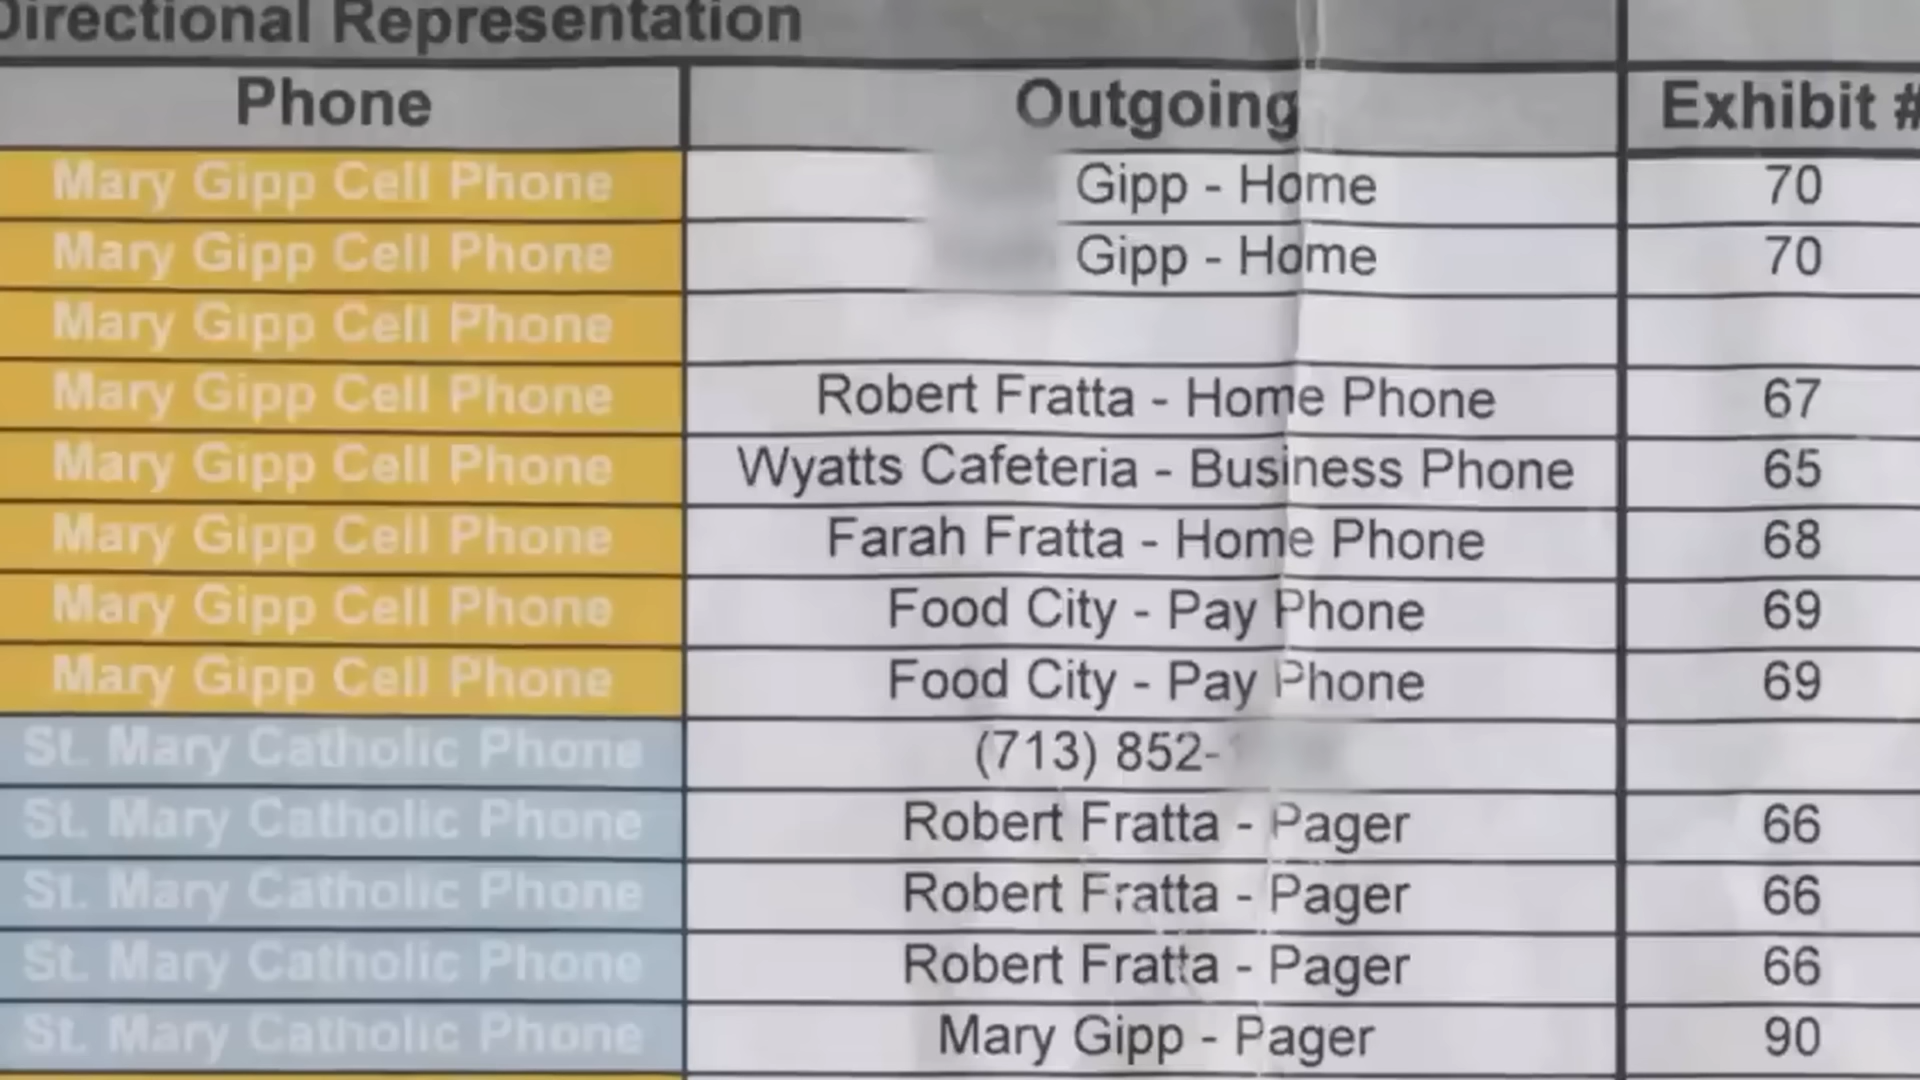 Directional Representation
Phone Outgoing Exhibit #
Mary Gipp Cell Phone Gipp - Home 70
Mary Gipp Cell Phone Gipp - Home 70
Mary Gipp Cell Phone
Mary Gipp Cell Phone Robert Fratta - Home Phone 67
Mary Gipp Cell Phone Wyatts Cafeteria - Business Phone 65
Mary Gipp Cell Phone Farah Fratta - Home Phone 68
Mary Gipp Cell Phone Food City - Pay Phone 69
Mary Gipp Cell Phone Food City - Pay Phone 69
St. Mary Catholic Phone (713) 852-
St. Mary Catholic Phone Robert Fratta - Pager 66
St. Mary Catholic Phone Robert Fratta - Pager 66
St. Mary Catholic Phone Robert Fratta - Pager 66
St. Mary Catholic Phone Mary Gipp - Pager 90